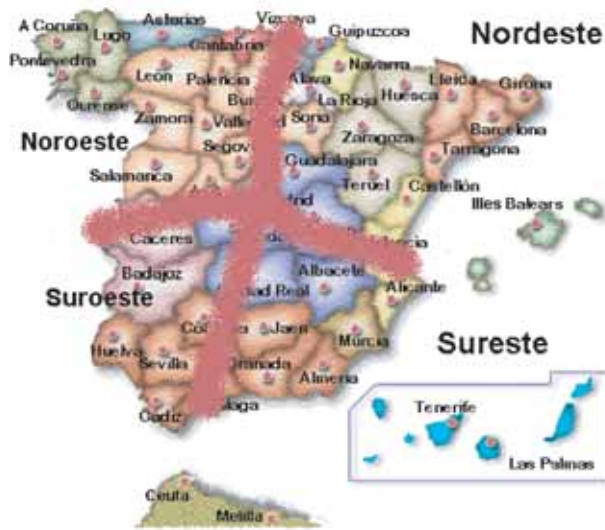 Vizcaya
A Coruña
Asturias
Guipuzcoa
Nordeste
Lugo
Cantabria
Pontevedra
León
Palencia
Alava
Navarra
La Rioja
Huesca
Lleida
Girona
Ourense
Zamora
Soria
Barcelona
Noroeste
Zaragoza
Tarragona
Salamanca
Guadalajara
Teruel
Castellón
Illes Balears
Caceres
Badajoz
Albacete
Alicante
Suroeste
Jaen
Murcia
Sureste
Huelva
Sevilla
Almeria
Cadiz
Tenerife
Las Palmas
Ceuta
Melilla